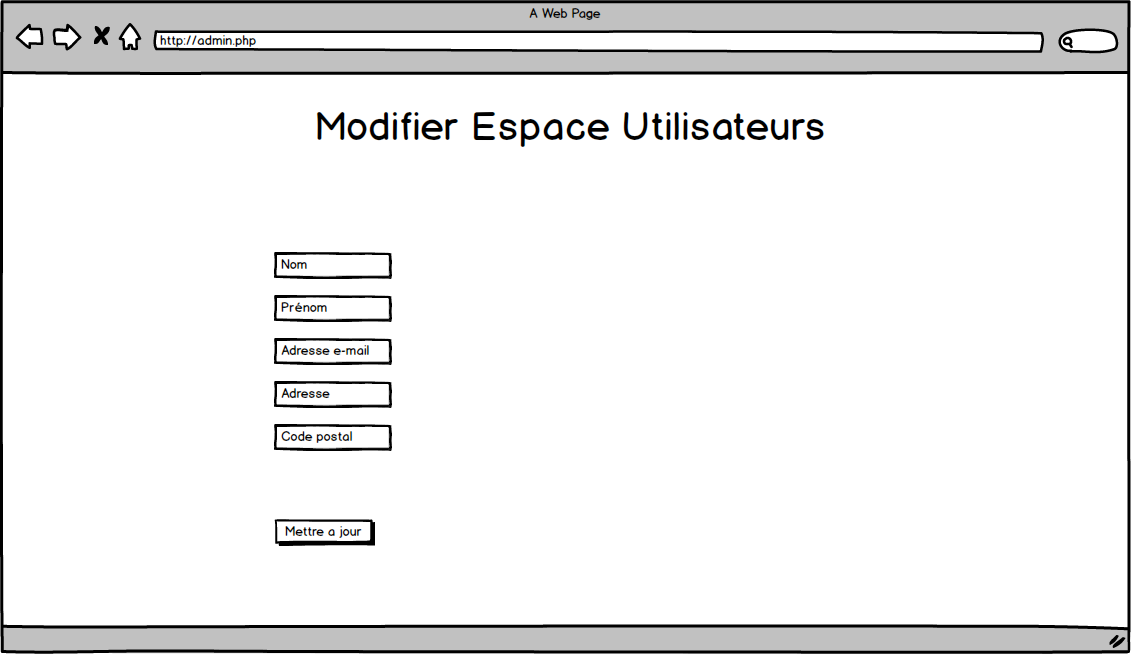 A Web Page
http://admin.php
Modifier Espace Utilisateurs
Nom
Prénom
Adresse e-mail
Adresse
Code postal
Mettre a jour